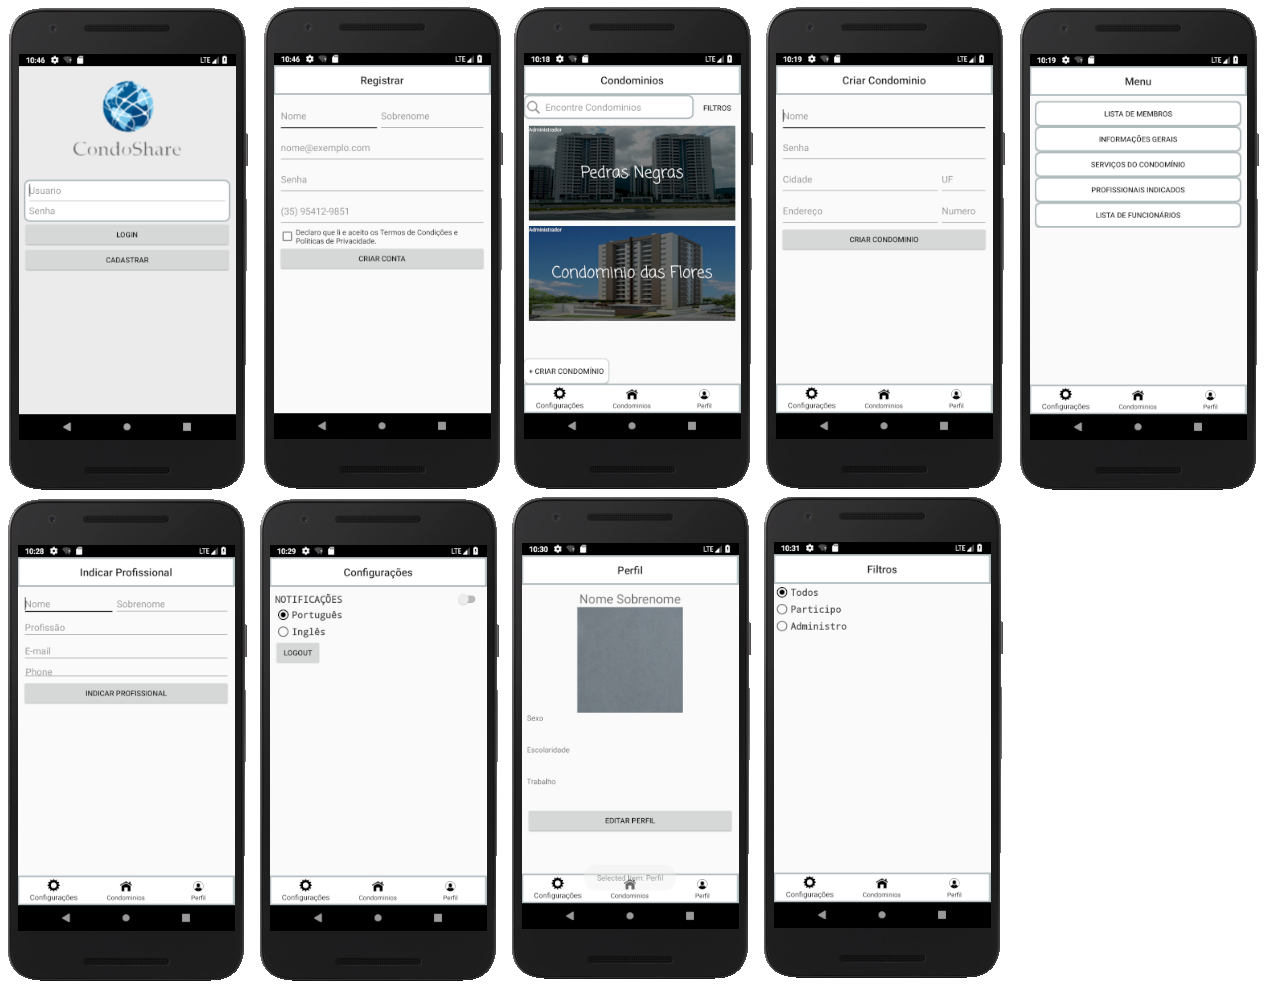 10:46
LTE
CondoShare
Usuario
Senha
LOGIN
CADASTRAR
10:46
LTE
Registrar
Nome
Sobrenome
nome@exemplo.com
Senha
(35) 95412-9851
Declaro que li e aceito os Termos de Condições e
Políticas de Privacidade.
CRIAR CONTA
10:18
LTE
Condominios
Encontre Condominios
FILTROS
Administrador
Pedras Negras
Administrador
Condominio das Flores
+ CRIAR CONDOMÍNIO
Configurações
Condominios
Perfil
10:19
LTE
Criar Condominio
Nome
Senha
Cidade
UF
Endereço
Numero
CRIAR CONDOMINIO
Configurações
Condominios
Perfil
10:19
LTE
Menu
LISTA DE MEMBROS
INFORMAÇÕES GERAIS
SERVIÇOS DO CONDOMÍNIO
PROFISSIONAIS INDICADOS
LISTA DE FUNCIONÁRIOS
Configurações
Condominios
Perfil
10:28
LTE
Indicar Profissional
Nome
Sobrenome
Profissão
E-mail
Phone
INDICAR PROFISSIONAL
Configurações
Condominios
Perfil
10:29
LTE
Configurações
NOTIFICAÇÕES
Português
Inglês
LOGOUT
Configurações
Condominios
Perfil
10:30
LTE
Perfil
Nome Sobrenome
Sexo
Escolaridade
Trabalho
EDITAR PERFIL
Selected Item: Perfil
Configurações
Condominios
Perfil
10:31
LTE
Filtros
Todos
Participo
Administro
Configurações
Condominios
Perfil